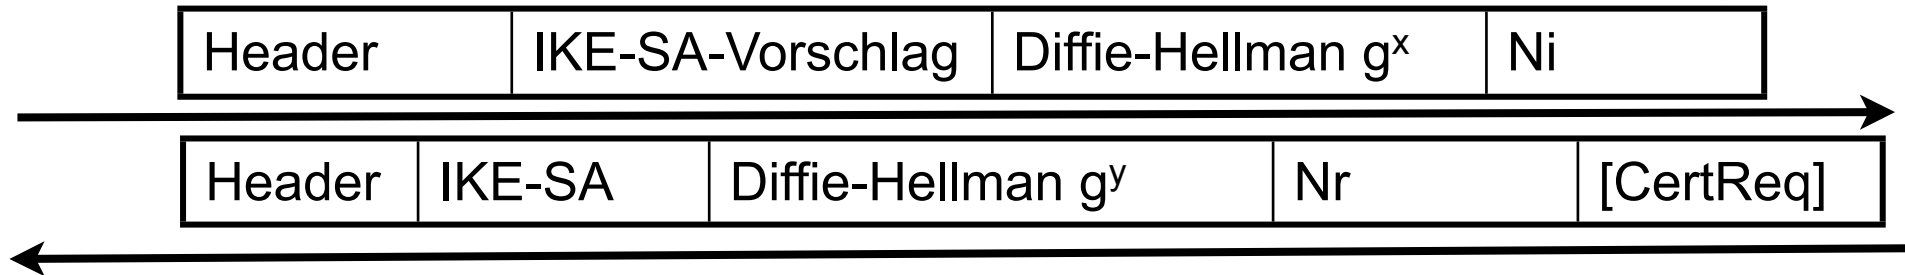 Header IKE-SA-Vorschlag Diffie-Hellman gˣ Ni
Header IKE-SA Diffie-Hellman gʸ Nr [CertReq]